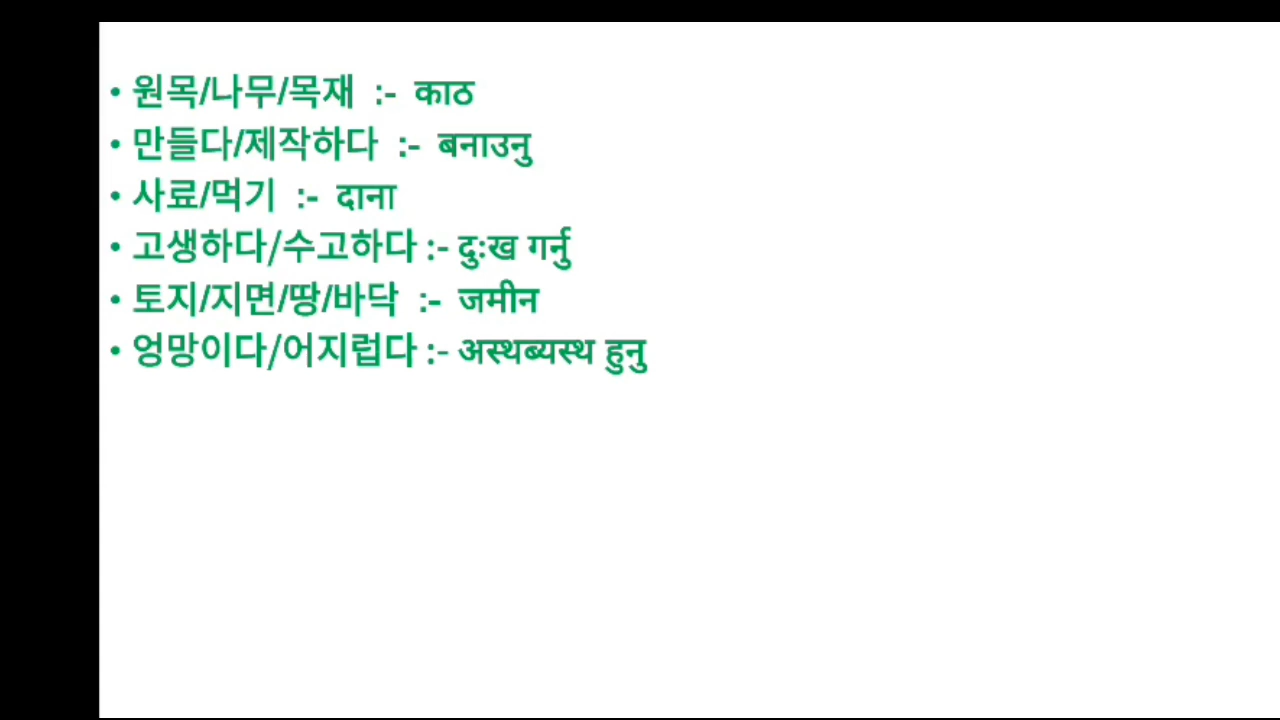 • 원목/나무/목재 :- काठ
• 만들다/제작하다 :- बनाउनु
• 사료/먹기 :- दाना
• 고생하다/수고하다 :- दुःख गर्नु
• 토지/지면/땅/바닥 :- जमीन
• 엉망이다/어지럽다 :- अस्थब्यस्थ हुनु